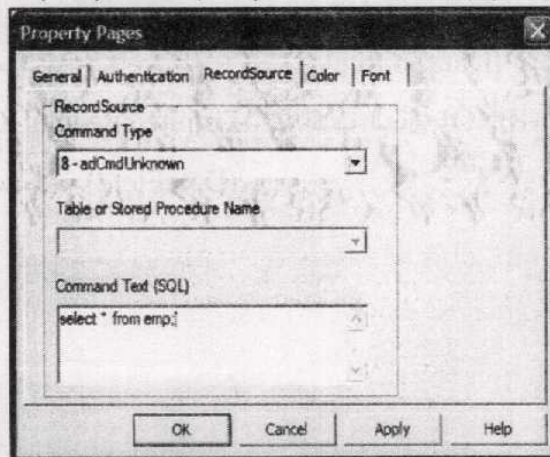 Property Pages
General Authentication RecordSource Color Font
RecordSource
Command Type
8 - adCmdUnknown
Table or Stored Procedure Name
Command Text (SQL)
select * from emp;
OK Cancel Apply Help